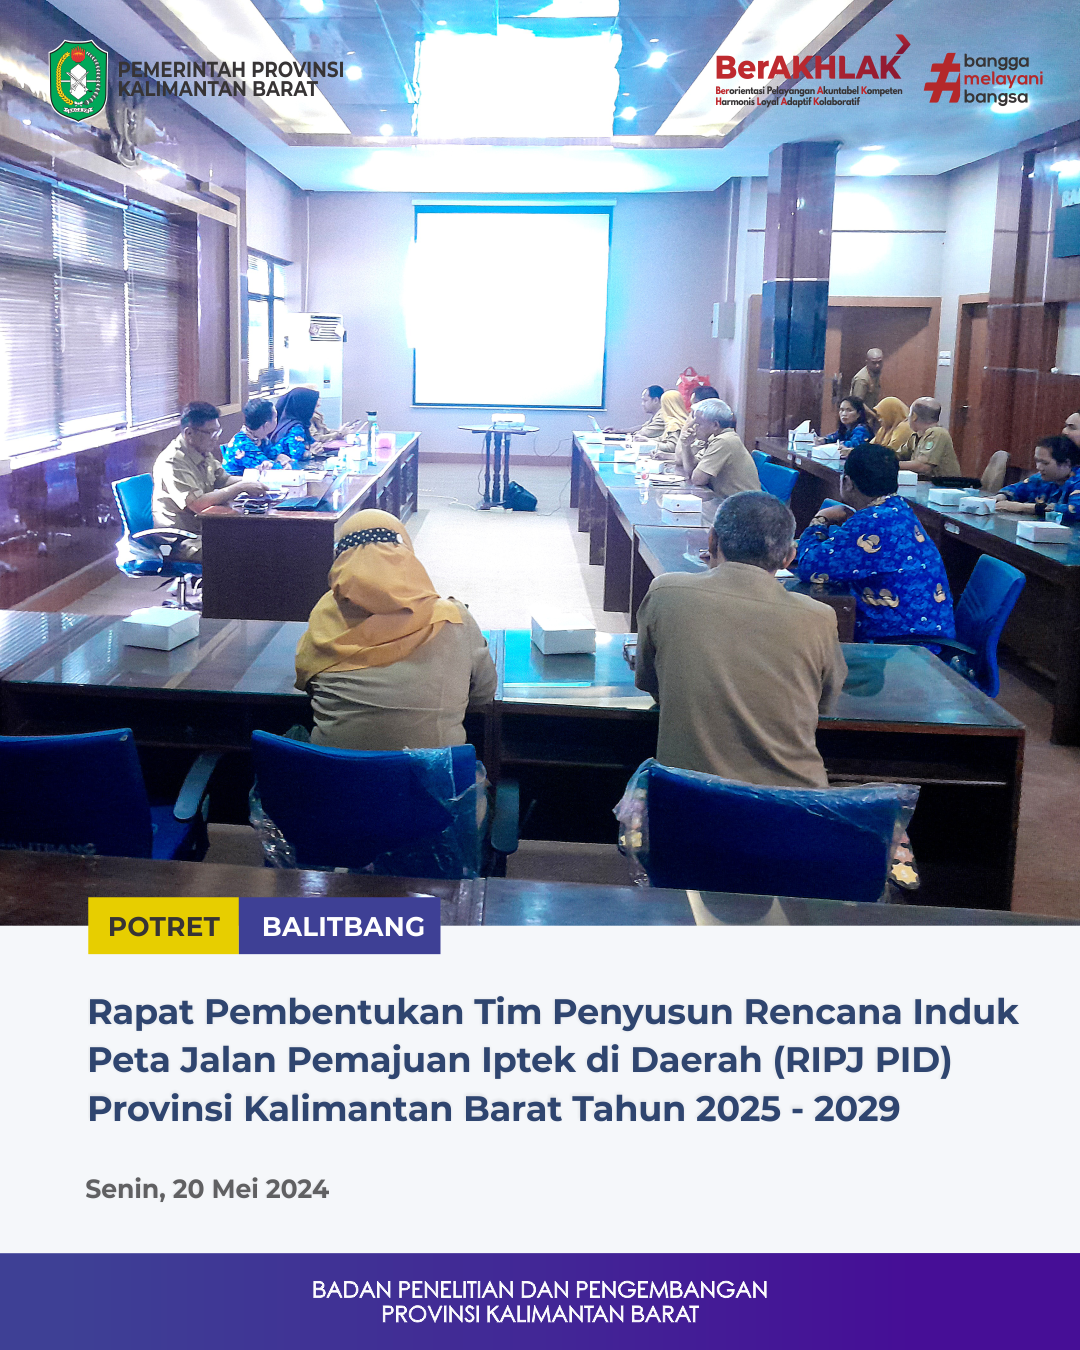 PEMERINTAH PROVINSI
KALIMANTAN BARAT
BerAKHLAK
Berorientasi Pelayanan Akuntabel Kompeten
Harmonis Loyal Adaptif Kolaboratif
#bangga
melayani
bangsa
POTRET BALITBANG
Rapat Pembentukan Tim Penyusun Rencana Induk
Peta Jalan Pemajuan Iptek di Daerah (RIPJ PID)
Provinsi Kalimantan Barat Tahun 2025 - 2029
Senin, 20 Mei 2024
BADAN PENELITIAN DAN PENGEMBANGAN
PROVINSI KALIMANTAN BARAT